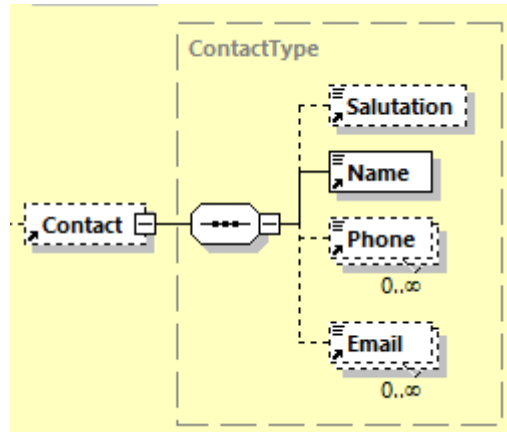 ContactType
Salutation
Name
Contact
Phone
0..∞
Email
0..∞